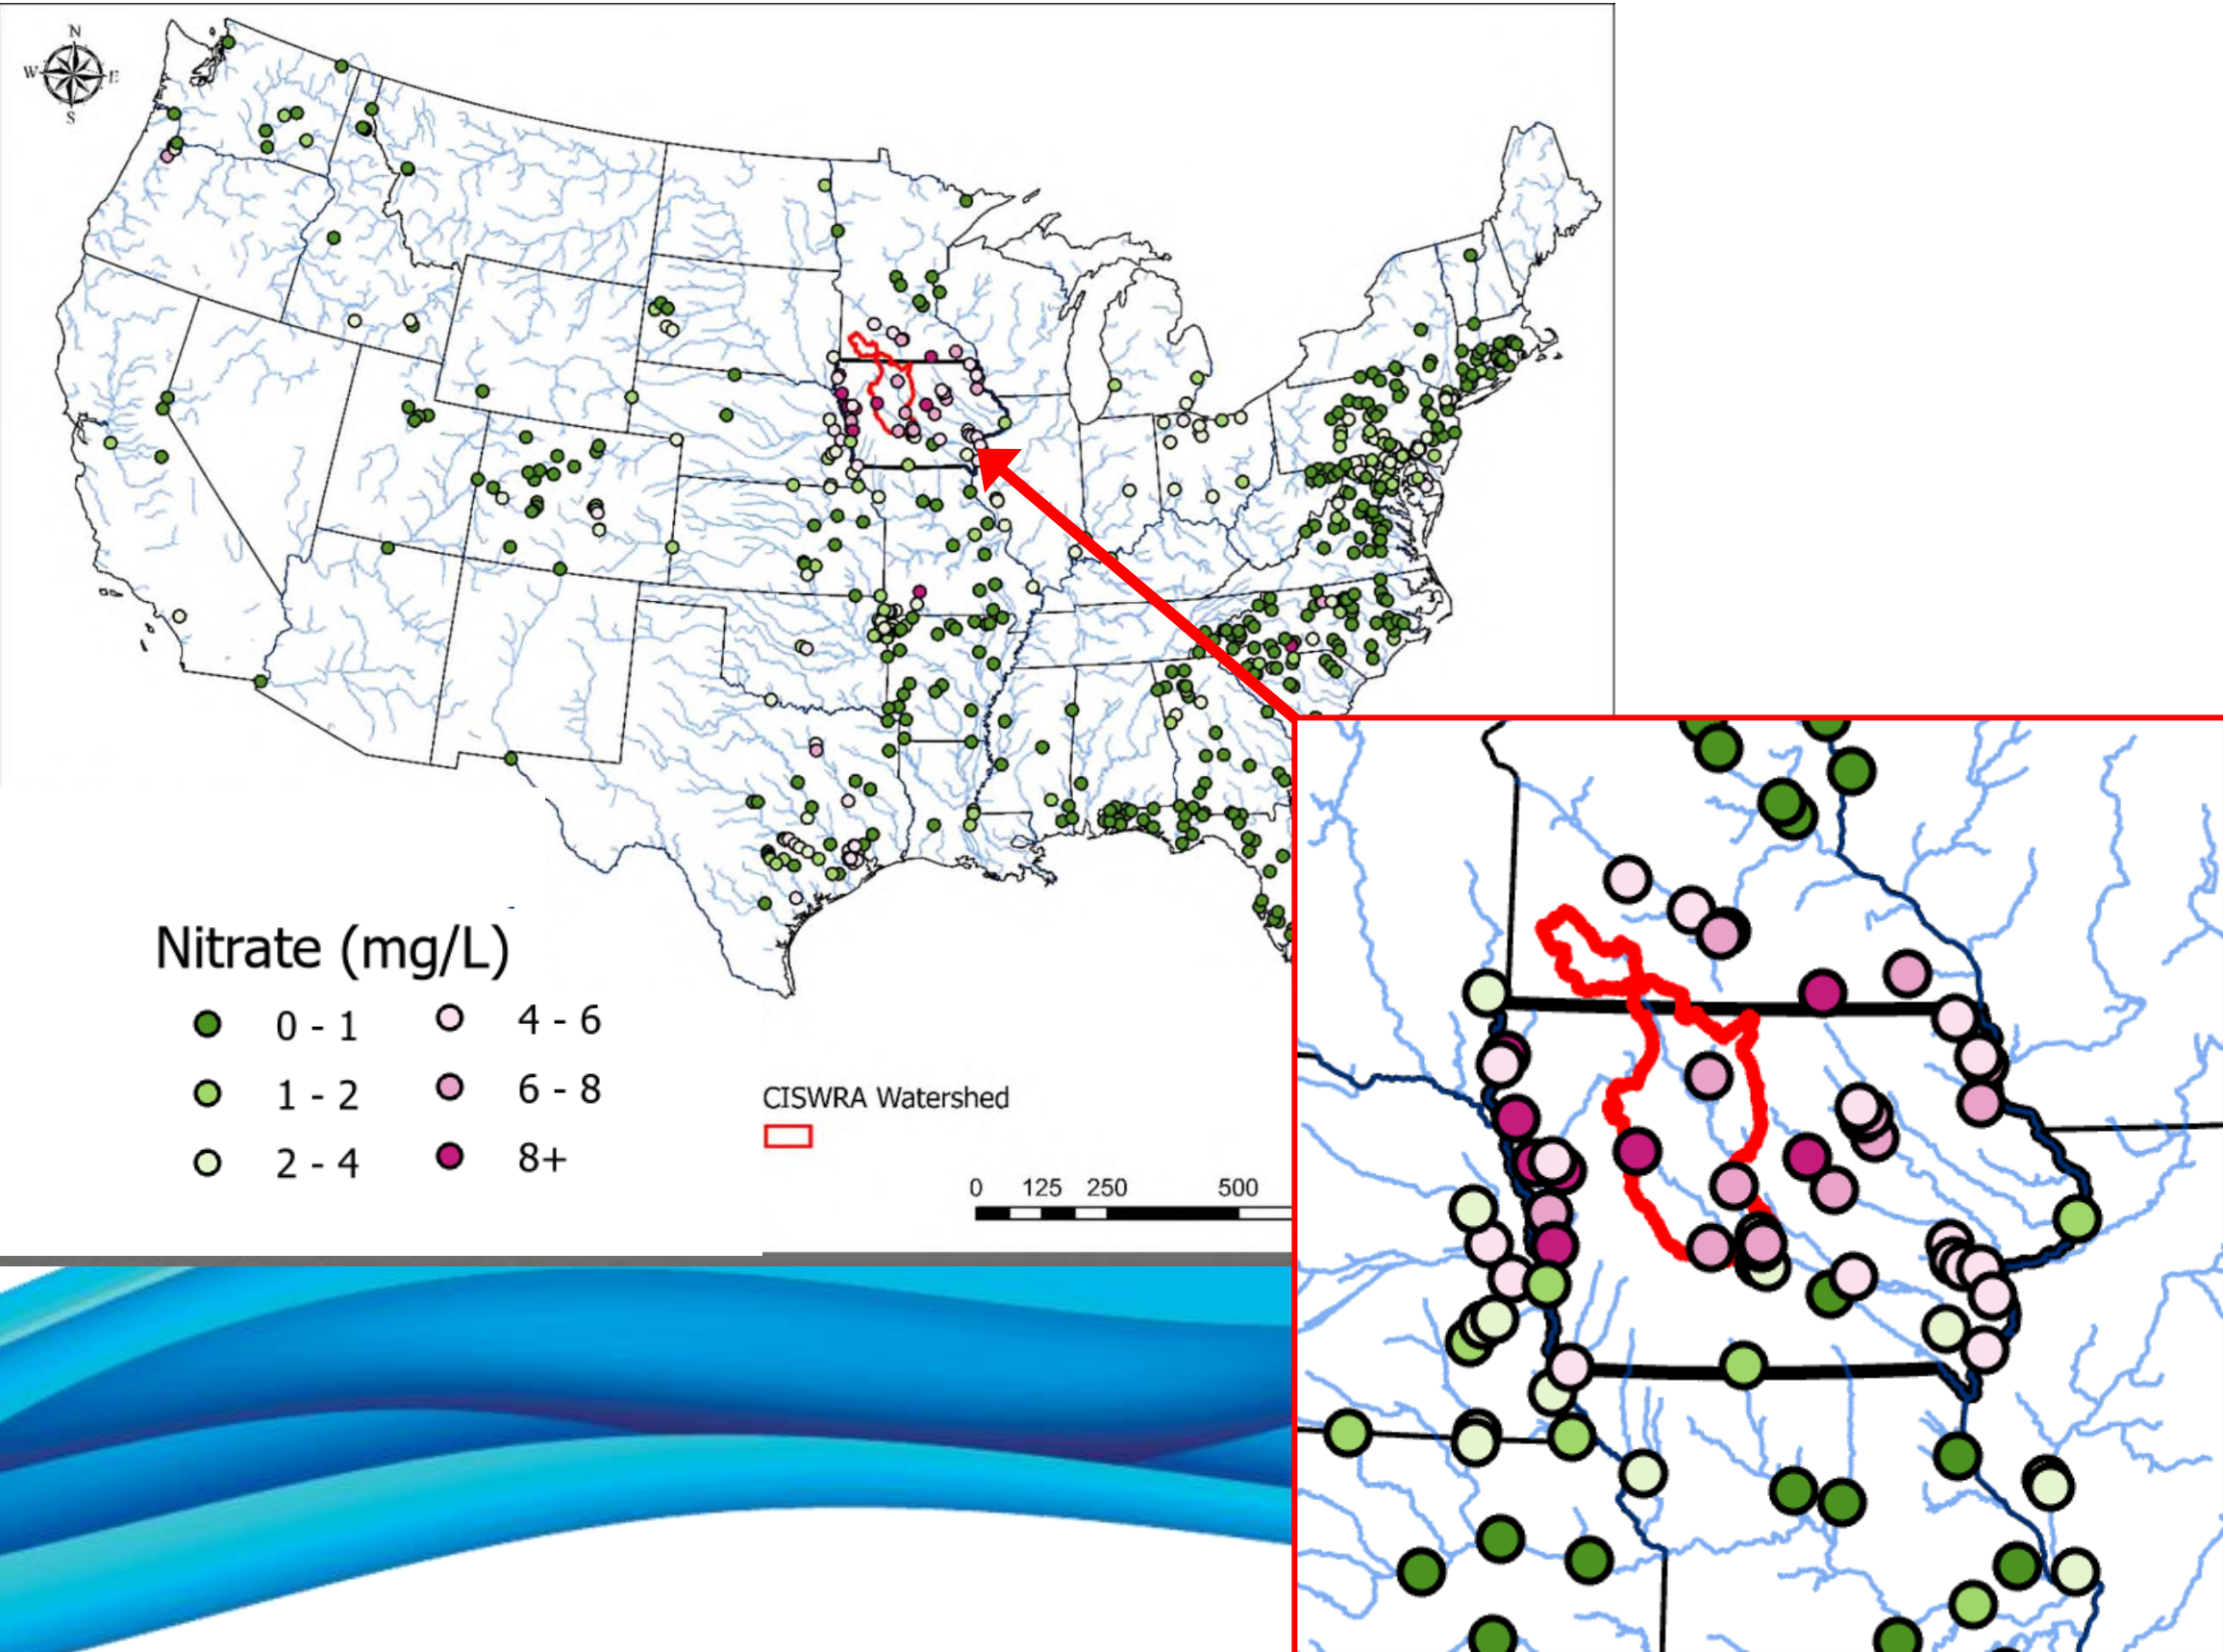 N
W E
S
Nitrate (mg/L)
0 - 1 4 - 6
1 - 2 6 - 8
2 - 4 8+
CISWRA Watershed
0 125 250 500